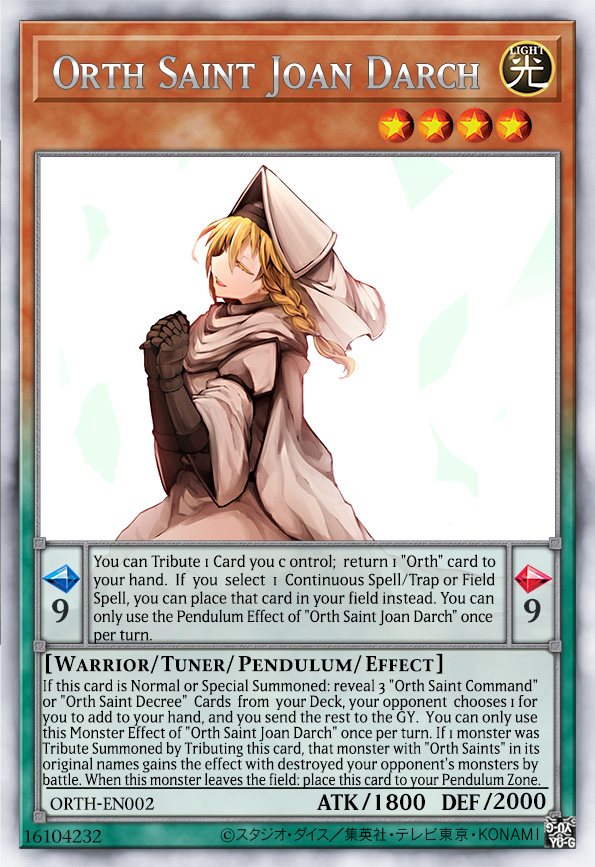 ORTH SAINT JOAN DARCH
LIGHT
光
You can Tribute 1 Card you c ontrol; return 1 "Orth" card to
your hand. If you select 1 Continuous Spell/Trap or Field
Spell, you can place that card in your field instead. You can
only use the Pendulum Effect of "Orth Saint Joan Darch" once
per turn.
9
9
[WARRIOR/TUNER/PENDULUM/EFFECT]
If this card is Normal or Special Summoned: reveal 3 "Orth Saint Command"
or "Orth Saint Decree" Cards from your Deck, your opponent chooses 1 for
you to add to your hand, and you send the rest to the GY. You can only use
this Monster Effect of "Orth Saint Joan Darch" once per turn. If 1 monster was
Tribute Summoned by Tributing this card, that monster with "Orth Saints" in its
original names gains the effect with destroyed your opponent's monsters by
battle. When this monster leaves the field: place this card to your Pendulum Zone.
ORTH-EN002
ATK/1800 DEF/2000
16104232
©スタジオ・ダイス／集英社・テレビ東京・KONAMI